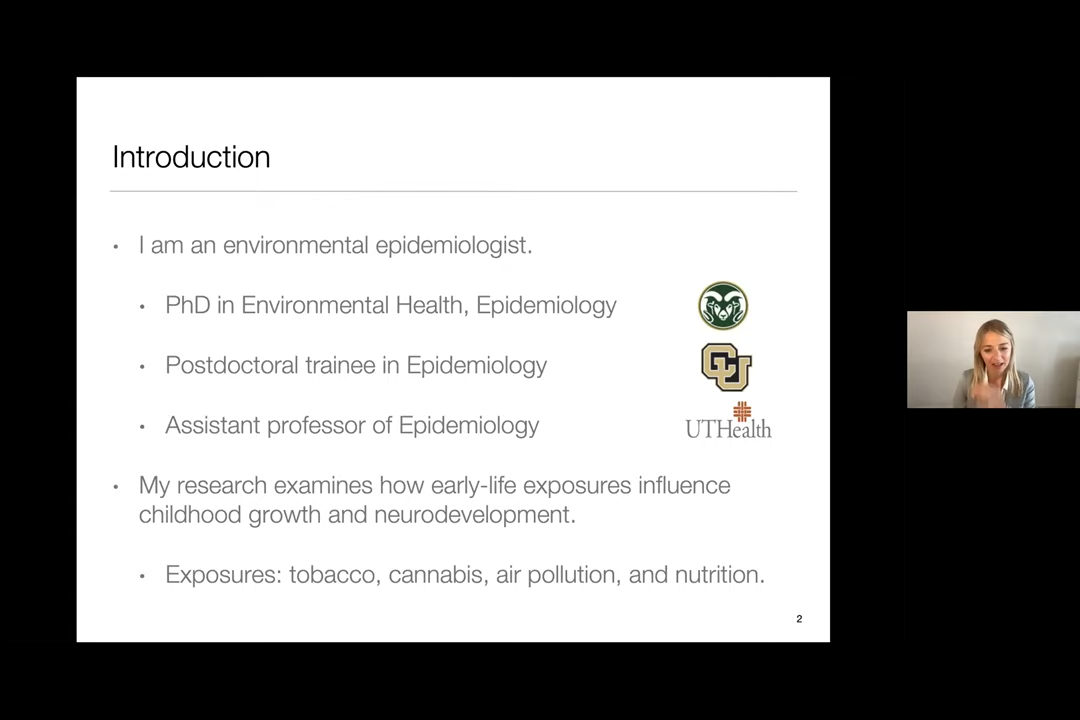 Introduction
• I am an environmental epidemiologist.
• PhD in Environmental Health, Epidemiology
• Postdoctoral trainee in Epidemiology
CU
• Assistant professor of Epidemiology
UTHealth
• My research examines how early-life exposures influence
childhood growth and neurodevelopment.
• Exposures: tobacco, cannabis, air pollution, and nutrition.
2